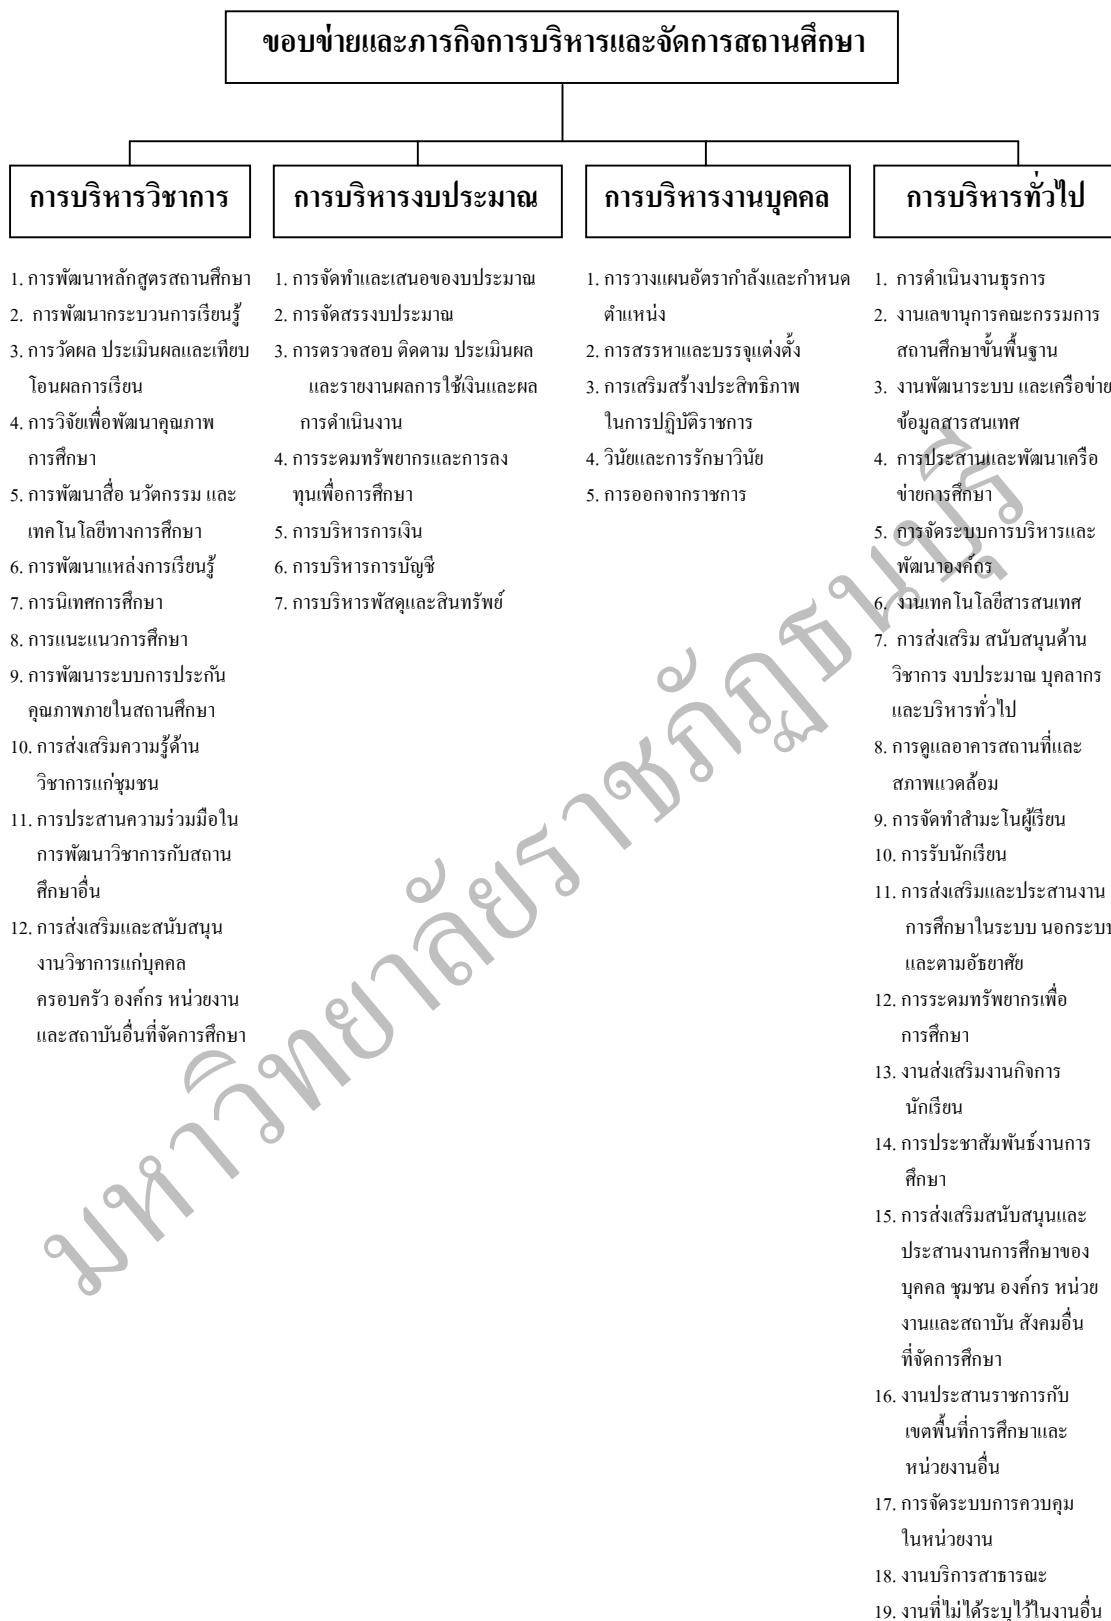 ขอบข่ายและภารกิจการบริหารและจัดการสถานศึกษา
การบริหารวิชาการ
1. การพัฒนาหลักสูตรสถานศึกษา
2. การพัฒนากระบวนการเรียนรู้
3. การวัดผล ประเมินผลและเทียบ
โอนผลการเรียน
4. การวิจัยเพื่อพัฒนาคุณภาพ
การศึกษา
5. การพัฒนาสื่อ นวัตกรรม และ
เทคโนโลยีทางการศึกษา
6. การพัฒนาแหล่งการเรียนรู้
7. การนิเทศการศึกษา
8. การแนะแนวการศึกษา
9. การพัฒนาระบบการประกัน
คุณภาพภายในสถานศึกษา
10. การส่งเสริมความรู้ด้าน
วิชาการแก่ชุมชน
11. การประสานความร่วมมือใน
การพัฒนาวิชาการกับสถาน
ศึกษาอื่น
12. การส่งเสริมและสนับสนุน
งานวิชาการแก่บุคคล
ครอบครัว องค์กร หน่วยงาน
และสถาบันอื่นที่จัดการศึกษา
การบริหารงบประมาณ
1. การจัดทำและเสนอของบประมาณ
2. การจัดสรรงบประมาณ
3. การตรวจสอบ ติดตาม ประเมินผล
และรายงานผลการใช้เงินและผล
การดำเนินงาน
4. การระดมทรัพยากรและการลง
ทุนเพื่อการศึกษา
5. การบริหารการเงิน
6. การบริหารการบัญชี
7. การบริหารพัสดุและสินทรัพย์
การบริหารงานบุคคล
1. การวางแผนอัตรากำลังและกำหนด
ตำแหน่ง
2. การสรรหาและบรรจุแต่งตั้ง
3. การเสริมสร้างประสิทธิภาพ
ในการปฏิบัติราชการ
4. วินัยและการรักษาวินัย
5. การออกจากราชการ
การบริหารทั่วไป
1. การดำเนินงานธุรการ
2. งานเลขานุการคณะกรรมการ
สถานศึกษาขั้นพื้นฐาน
3. งานพัฒนาระบบ และเครือข่าย
ข้อมูลสารสนเทศ
4. การประสานและพัฒนาเครือ
ข่ายการศึกษา
5. การจัดระบบการบริหารและ
พัฒนาองค์กร
6. งานเทคโนโลยีสารสนเทศ
7. การส่งเสริม สนับสนุนด้าน
วิชาการ งบประมาณ บุคลากร
และบริหารทั่วไป
8. การดูแลอาคารสถานที่และ
สภาพแวดล้อม
9. การจัดทำสำมะโนผู้เรียน
10. การรับนักเรียน
11. การส่งเสริมและประสานงาน
การศึกษาในระบบ นอกระบบ
และตามอัธยาศัย
12. การระดมทรัพยากรเพื่อ
การศึกษา
13. งานส่งเสริมงานกิจการ
นักเรียน
14. การประชาสัมพันธ์งานการ
ศึกษา
15. การส่งเสริมสนับสนุนและ
ประสานงานการศึกษาของ
บุคคล ชุมชน องค์กร หน่วย
งานและสถาบัน สังคมอื่น
ที่จัดการศึกษา
16. งานประสานราชการกับ
เขตพื้นที่การศึกษาและ
หน่วยงานอื่น
17. การจัดระบบการควบคุม
ในหน่วยงาน
18. งานบริการสาธารณะ
19. งานที่ไม่ได้ระบุไว้ในงานอื่น
มหาวิทยาลัยราชภัฏธนบุรี